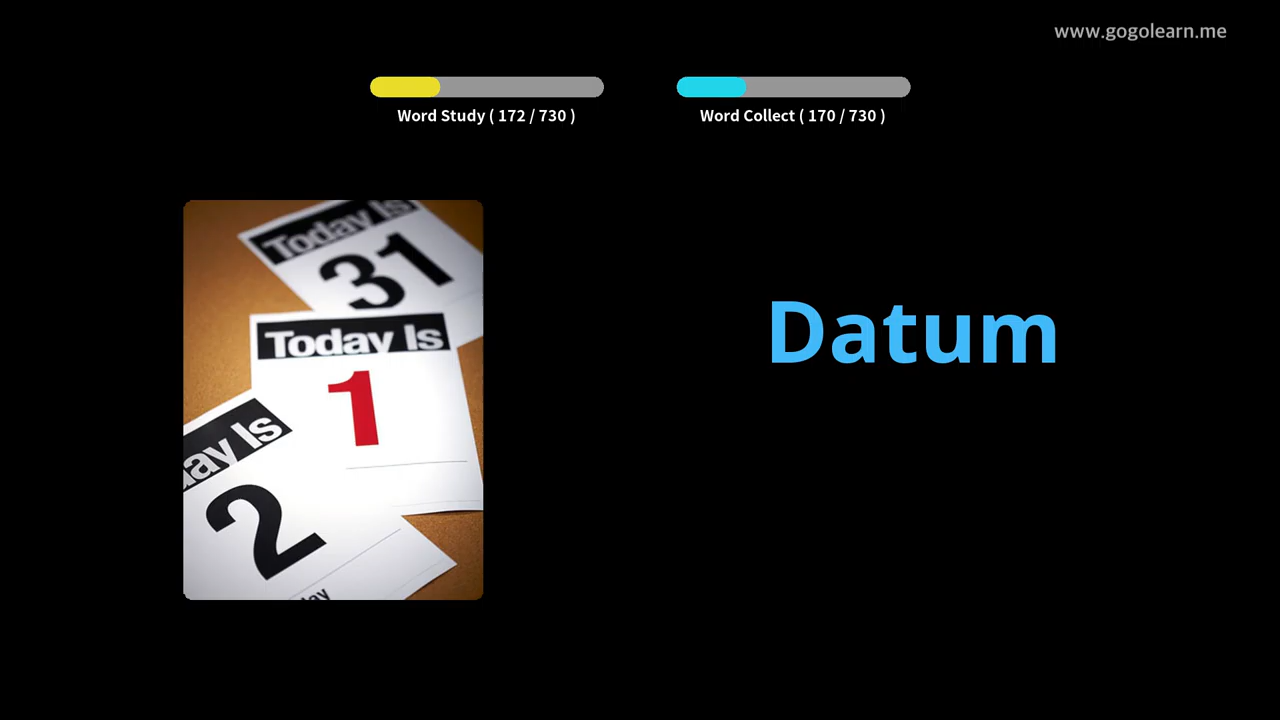 www.gogolearn.me
Word Study ( 172 / 730 )
Word Collect ( 170 / 730 )
Today Is
31
Today Is
1
ay Is
2
Datum